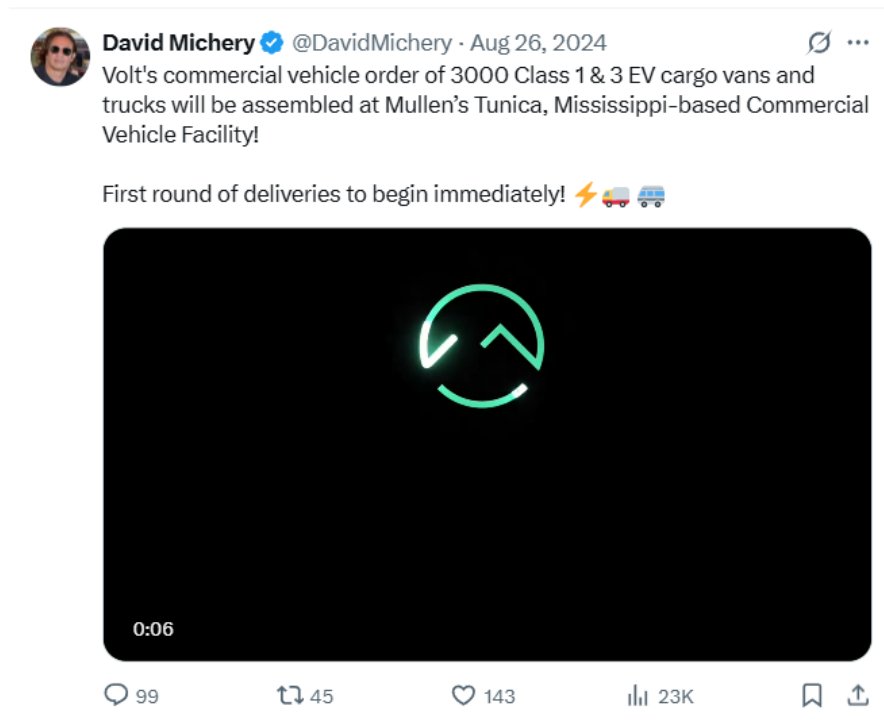 David Michery @DavidMichery · Aug 26, 2024
Volt's commercial vehicle order of 3000 Class 1 & 3 EV cargo vans and
trucks will be assembled at Mullen’s Tunica, Mississippi-based Commercial
Vehicle Facility!
First round of deliveries to begin immediately! ⚡🚚🚐
0:06
99 45 143 23K